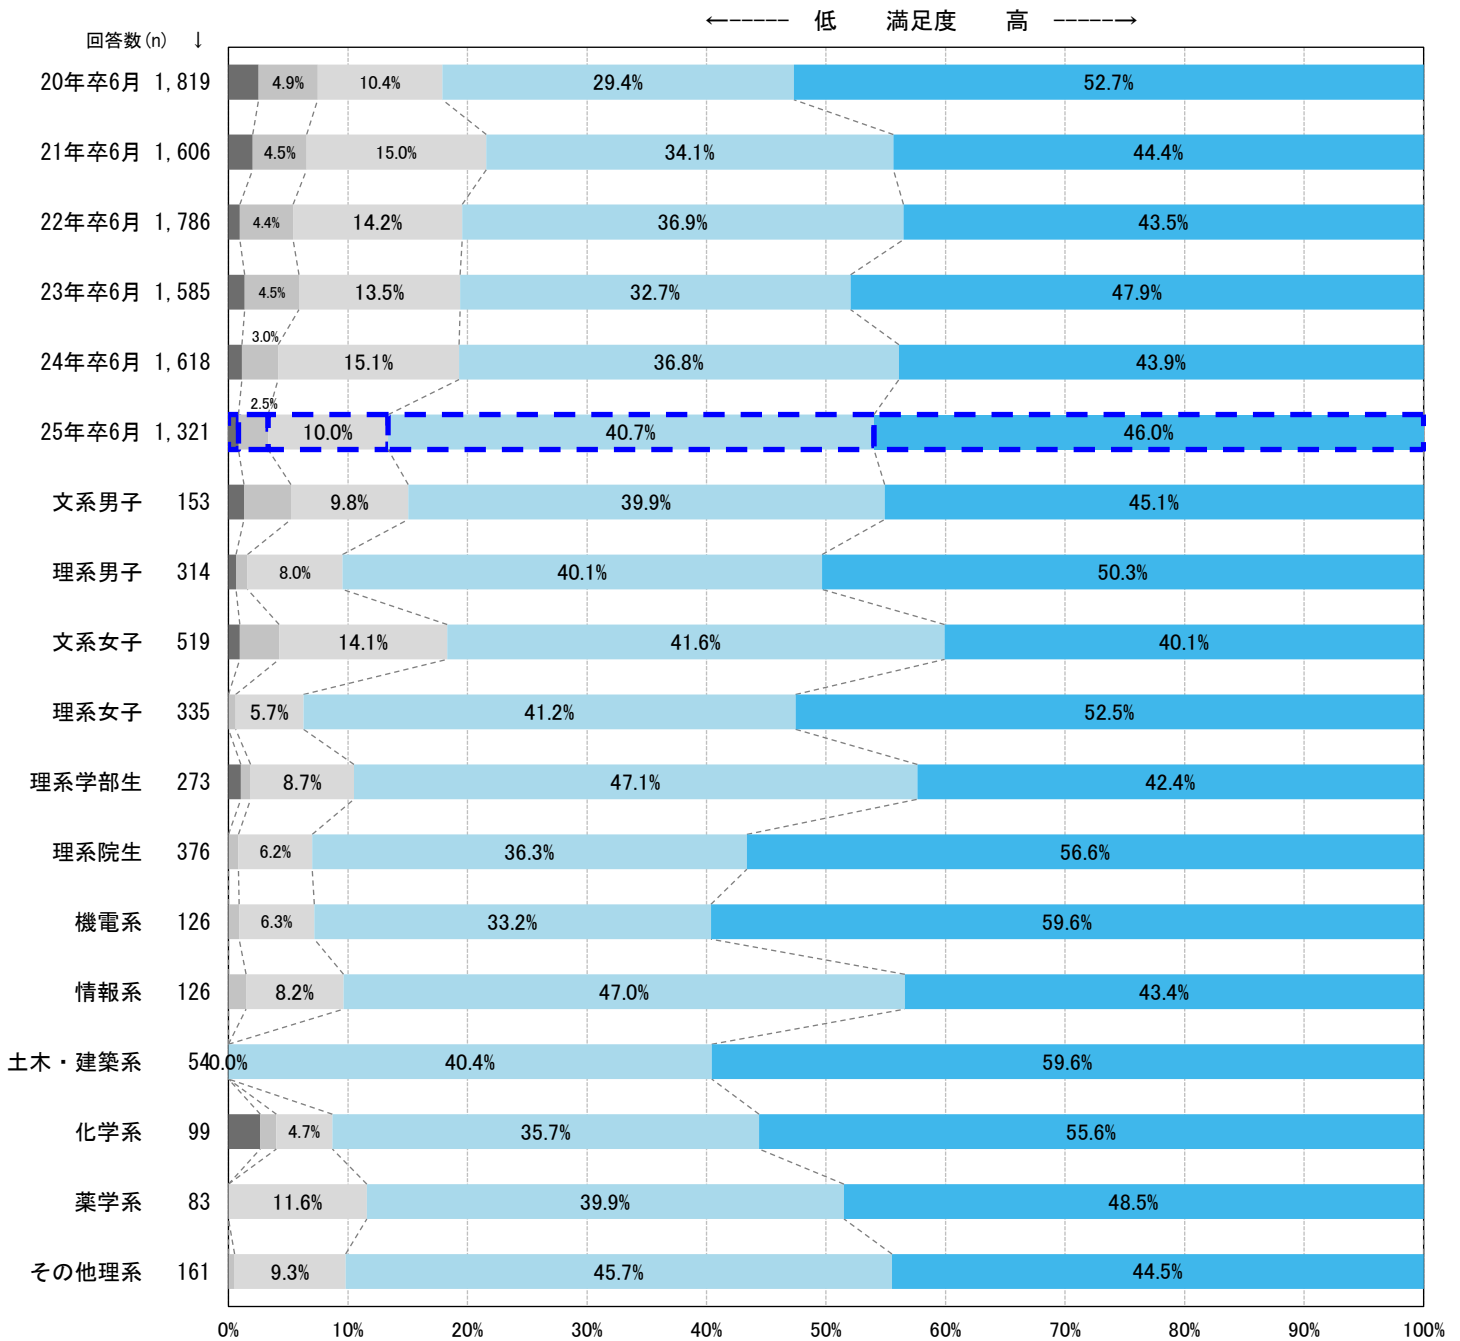 ←----- 低 満足度 高 -----→
回答数(n) ↓
20年卒6月 1,819 4.9% 10.4% 29.4% 52.7%
21年卒6月 1,606 4.5% 15.0% 34.1% 44.4%
22年卒6月 1,786 4.4% 14.2% 36.9% 43.5%
23年卒6月 1,585 4.5% 13.5% 32.7% 47.9%
3.0%
24年卒6月 1,618 15.1% 36.8% 43.9%
2.5%
25年卒6月 1,321 10.0% 40.7% 46.0%
文系男子 153 9.8% 39.9% 45.1%
理系男子 314 8.0% 40.1% 50.3%
文系女子 519 14.1% 41.6% 40.1%
理系女子 335 5.7% 41.2% 52.5%
理系学部生 273 8.7% 47.1% 42.4%
理系院生 376 6.2% 36.3% 56.6%
機電系 126 6.3% 33.2% 59.6%
情報系 126 8.2% 47.0% 43.4%
土木・建築系 54 0.0% 40.4% 59.6%
化学系 99 4.7% 35.7% 55.6%
薬学系 83 11.6% 39.9% 48.5%
その他理系 161 9.3% 45.7% 44.5%
0% 10% 20% 30% 40% 50% 60% 70% 80% 90% 100%